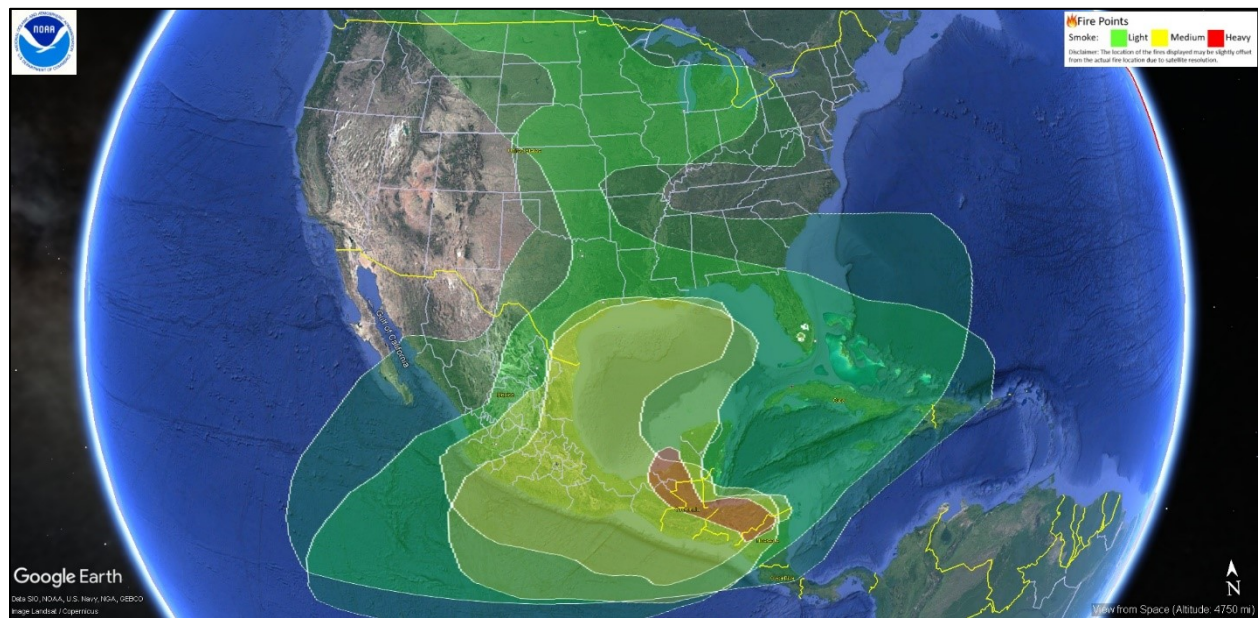 NOAA
Fire Points
Smoke: Light Medium Heavy
Disclaimer: The location of the fires displayed may be slightly offset
from the actual fire location due to satellite resolution.
Gulf of California
Google Earth
Data SIO, NOAA, U.S. Navy, NGA, GEBCO
Image Landsat / Copernicus
N
View from Space (Altitude: 4750 mi)